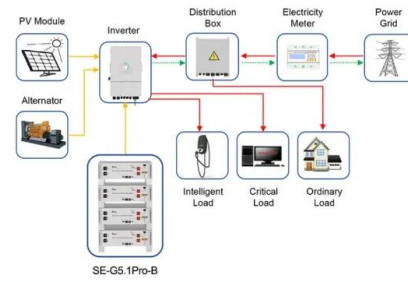 PV Module
Inverter
Distribution
Box
Electricity
Meter
Power
Grid
Alternator
Intelligent
Load
Critical
Load
Ordinary
Load
SE-G5.1Pro-B